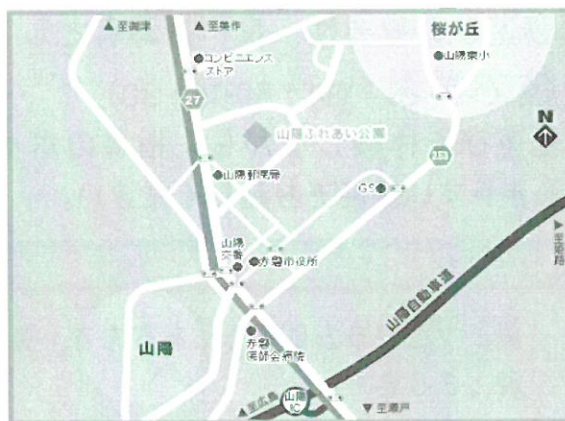 ▲至御津
▲至美作
桜が丘
●コンビニエンス
ストア
●山陽東小
27
N
山陽ふれあい公園
●山陽郵便局
GS●
山陽
交番
●赤磐市役所
▲至姫路
山陽自動車道
山陽
赤磐
医師会病院
▲至広島
山陽
IC
▼至瀬戸